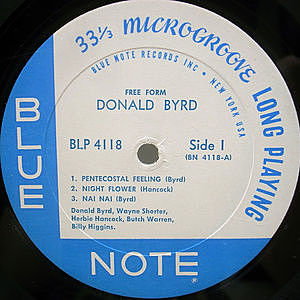 33 1/3 MICROGROOVE LONG PLAYING
BLUE NOTE RECORDS INC • NEW YORK USA
FREE FORM
DONALD BYRD
BLP 4118 Side 1
(BN 4118-A)
1. PENTECOSTAL FEELING (Byrd)
2. NIGHT FLOWER (Hancock)
3. NAI NAI (Byrd)
Donald Byrd, Wayne Shorter,
Herbie Hancock, Butch Warren,
Billy Higgins.
BLUE
NOTE
®